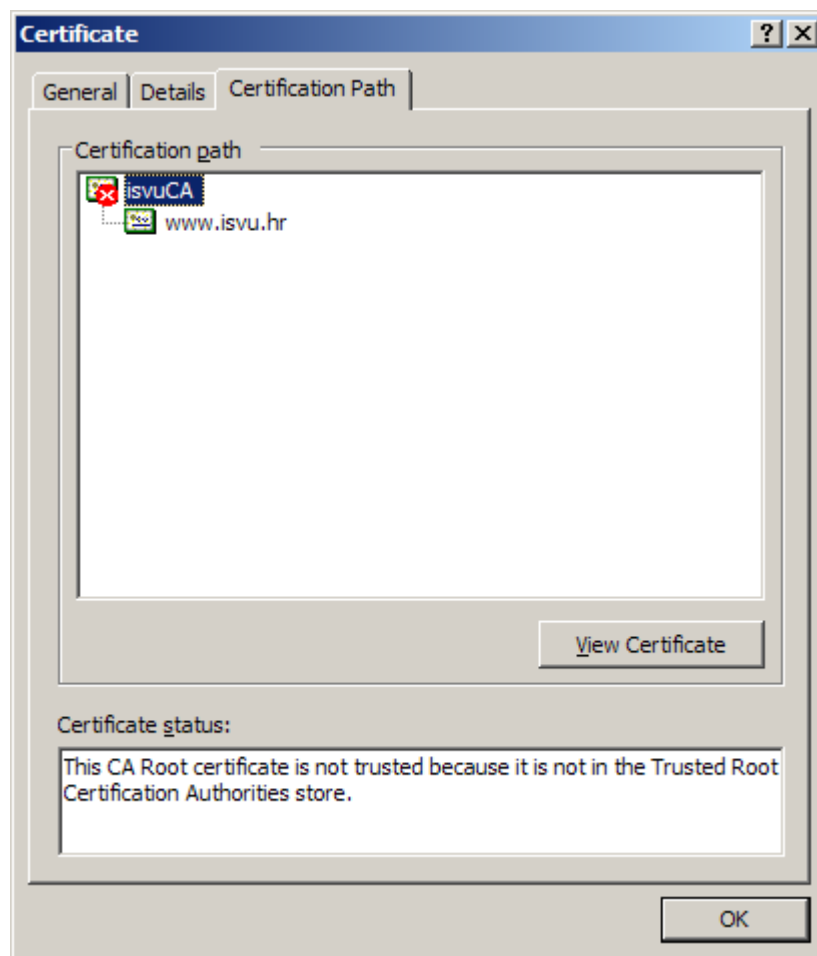 Certificate
General Details Certification Path
Certification path
isvuCA
www.isvu.hr
View Certificate
Certificate status:
This CA Root certificate is not trusted because it is not in the Trusted Root
Certification Authorities store.
OK